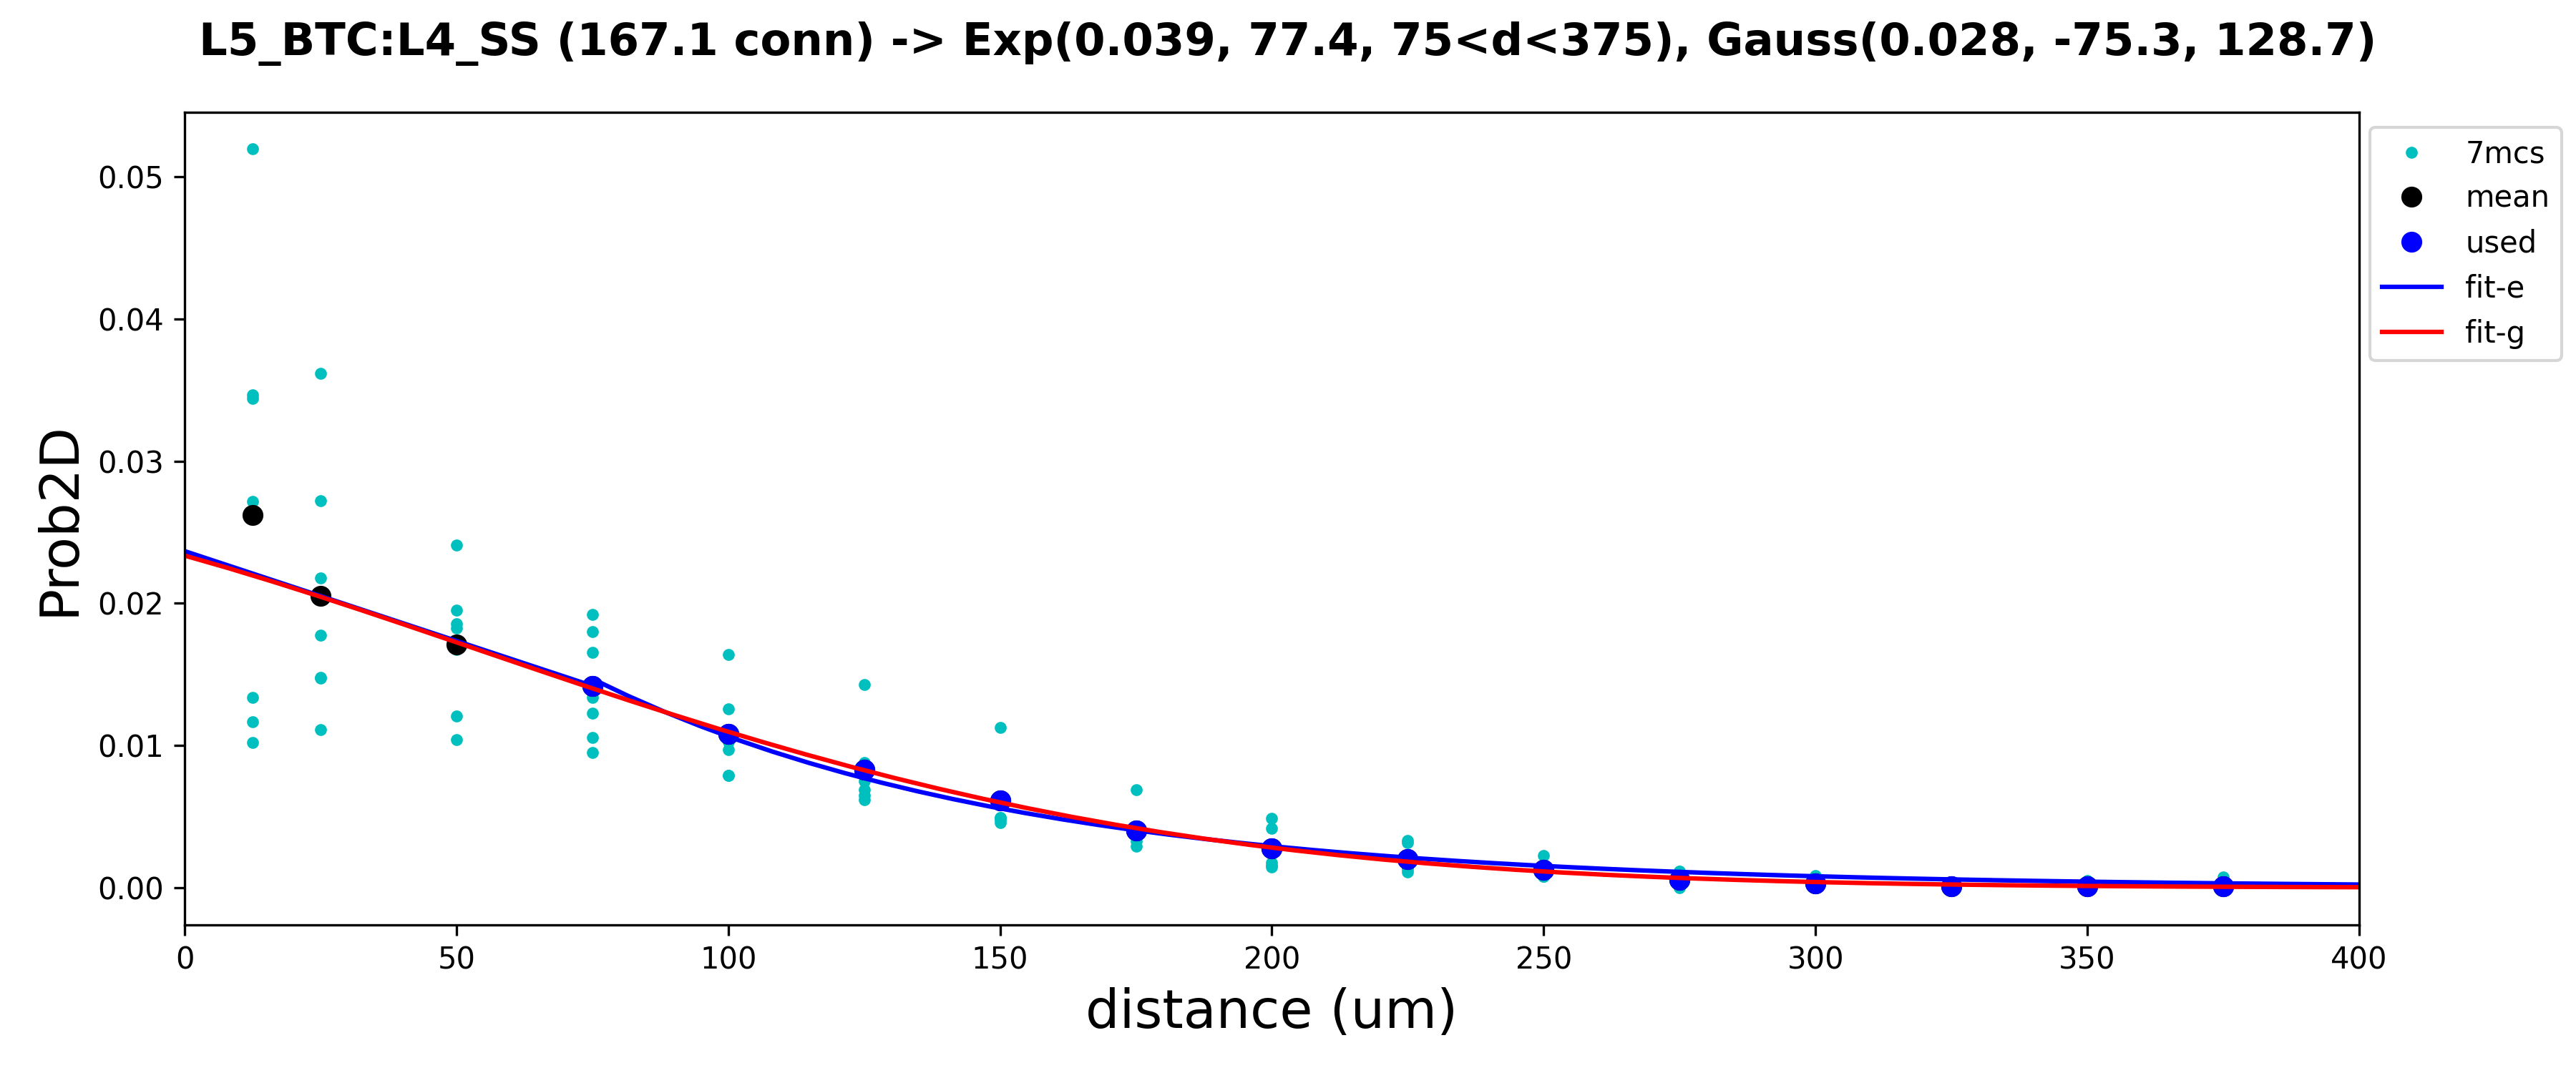 L5_BTC:L4_SS (167.1 conn) -> Exp(0.039, 77.4, 75<d<375), Gauss(0.028, -75.3, 128.7)
7mcs
mean
used
fit-e
fit-g
Prob2D
0.05
0.04
0.03
0.02
0.01
0.00
0 50 100 150 200 250 300 350 400
distance (um)